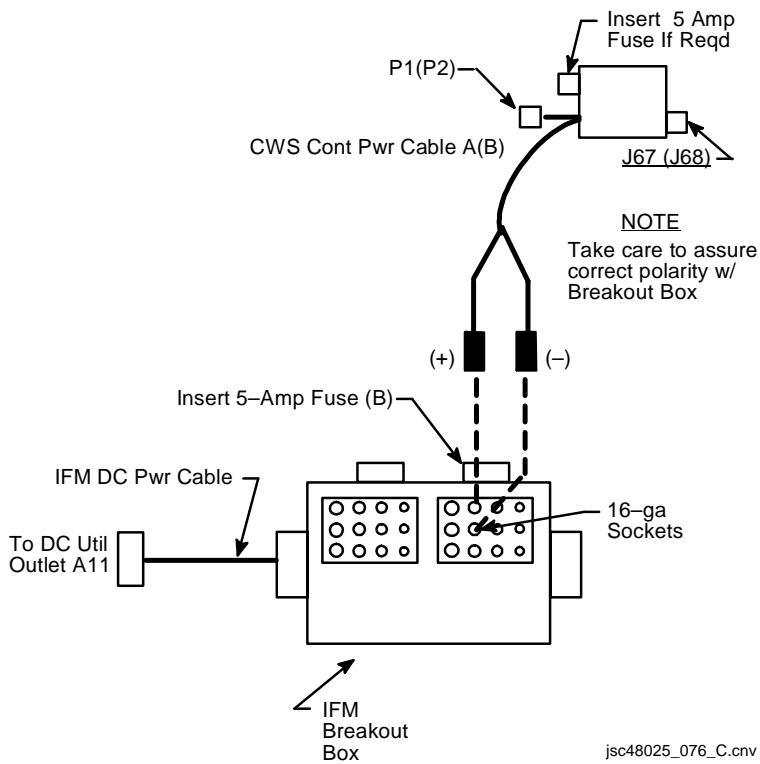 Insert 5 Amp
Fuse If Reqd
P1(P2)
CWS Cont Pwr Cable A(B)
J67 (J68)
NOTE
Take care to assure
correct polarity w/
Breakout Box
(+)
(–)
Insert 5–Amp Fuse (B)
IFM DC Pwr Cable
16–ga
Sockets
To DC Util
Outlet A11
IFM
Breakout
Box
jsc48025_076_C.cnv